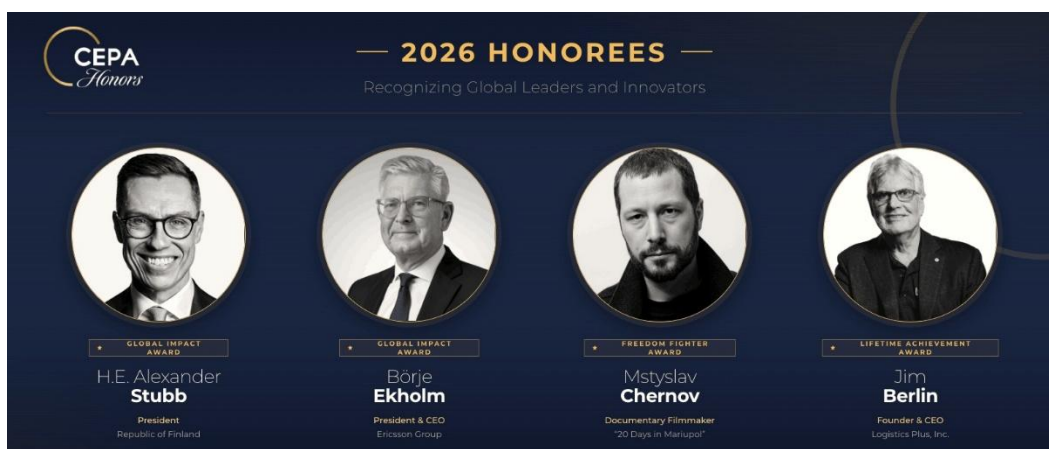 CEPA
Honors
2026 HONOREES
Recognizing Global Leaders and Innovators
GLOBAL IMPACT
AWARD
H.E. Alexander
Stubb
President
Republic of Finland
GLOBAL IMPACT
AWARD
Börje
Ekholm
President & CEO
Ericsson Group
FREEDOM FIGHTER
AWARD
Mstyslav
Chernov
Documentary Filmmaker
"20 Days in Mariupol"
LIFETIME ACHIEVEMENT
AWARD
Jim
Berlin
Founder & CEO
Logistics Plus, Inc.